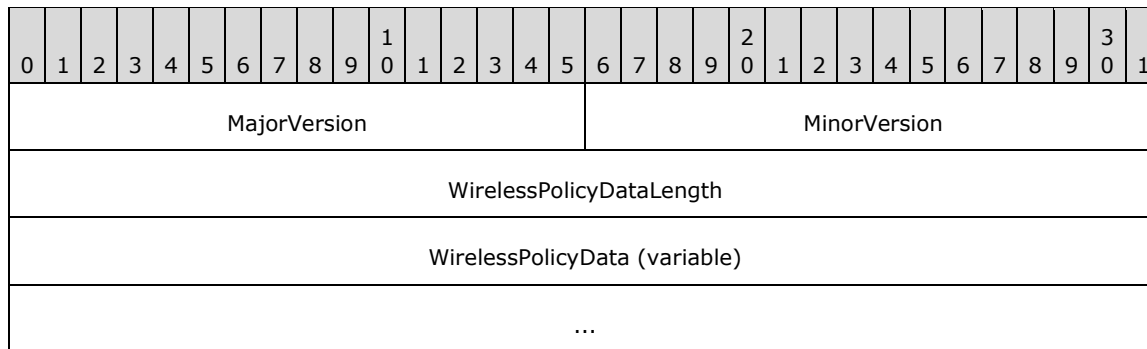 1 2 3
0 1 2 3 4 5 6 7 8 9 0 1 2 3 4 5 6 7 8 9 0 1 2 3 4 5 6 7 8 9 0 1
MajorVersion MinorVersion
WirelessPolicyDataLength
WirelessPolicyData (variable)
...